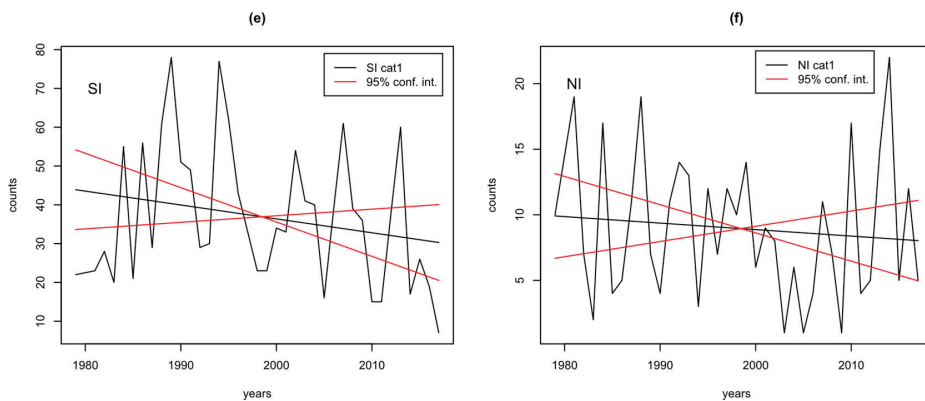 (e)
80
70
60
50
40
30
20
10
counts
SI
SI cat1
95% conf. int.
1980 1990 2000 2010
years
(f)
20
15
10
5
counts
NI
NI cat1
95% conf. int.
1980 1990 2000 2010
years